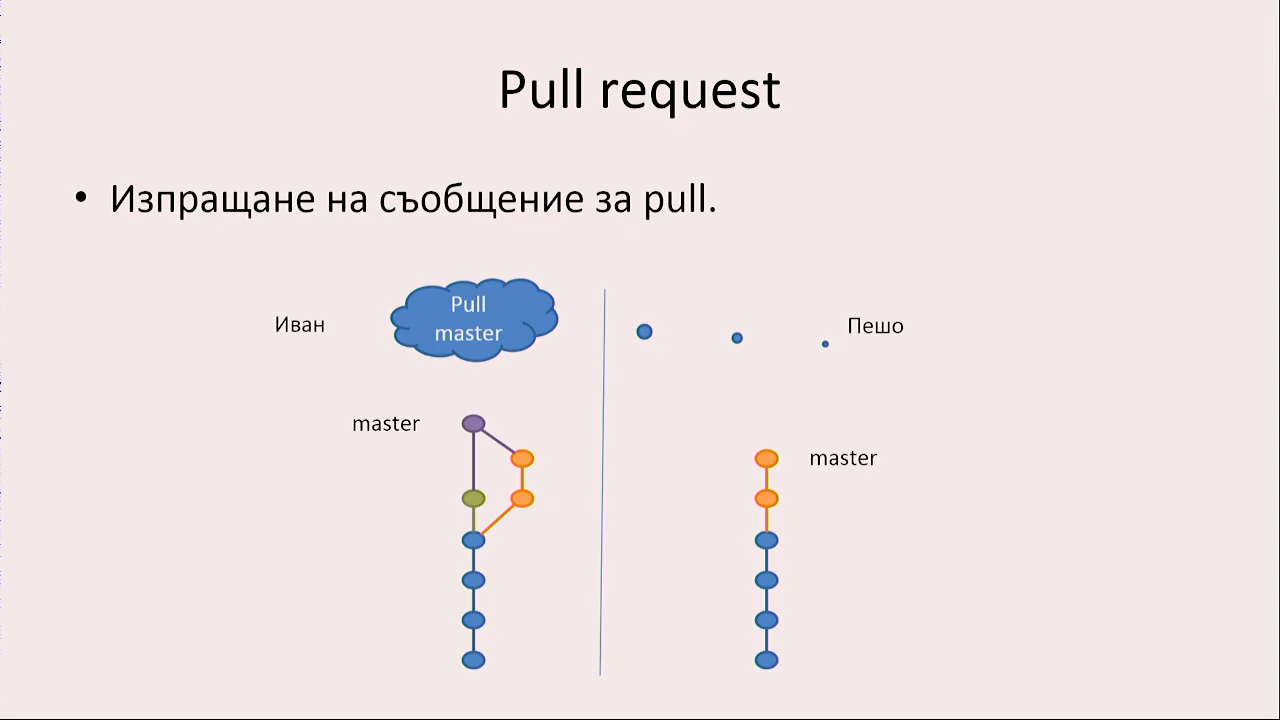 Pull request
• Изпращане на съобщение за pull.
Pull
master
Иван
Пешо
master
master